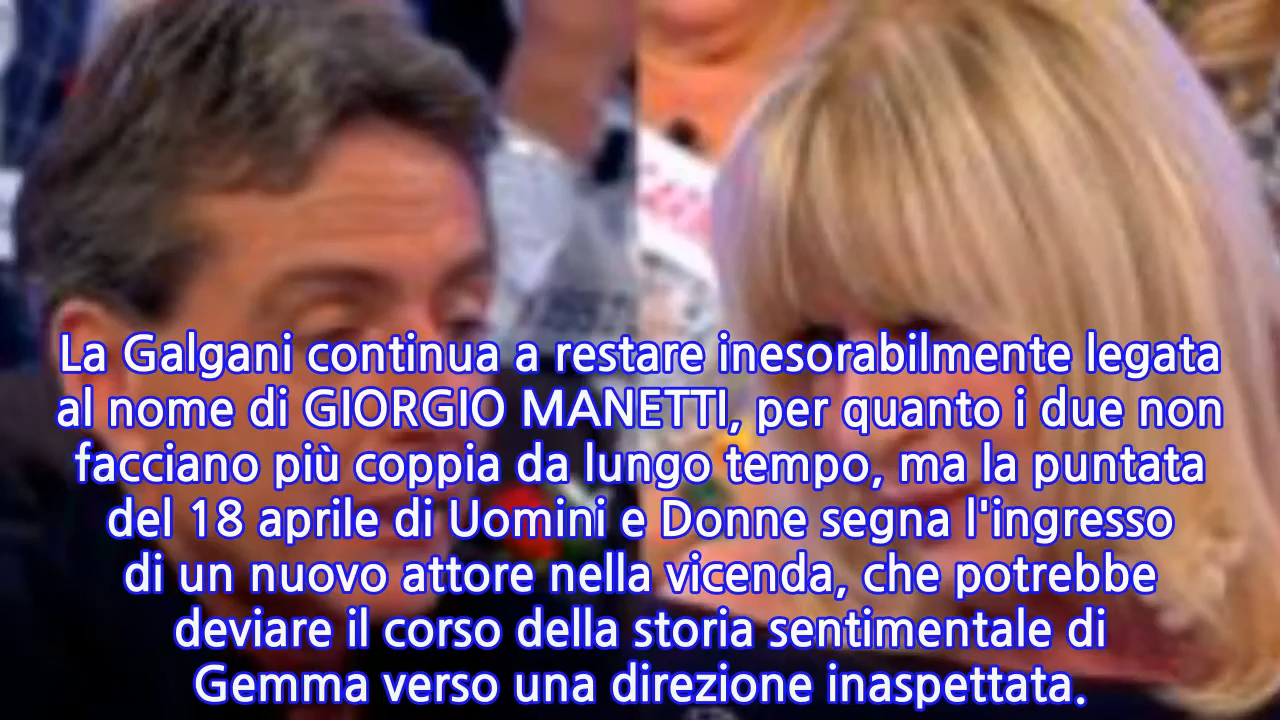 La Galgani continua a restare inesorabilmente legata
al nome di GIORGIO MANETTI, per quanto i due non
facciano più coppia da lungo tempo, ma la puntata
del 18 aprile di Uomini e Donne segna l'ingresso
di un nuovo attore nella vicenda, che potrebbe
deviare il corso della storia sentimentale di
Gemma verso una direzione inaspettata.